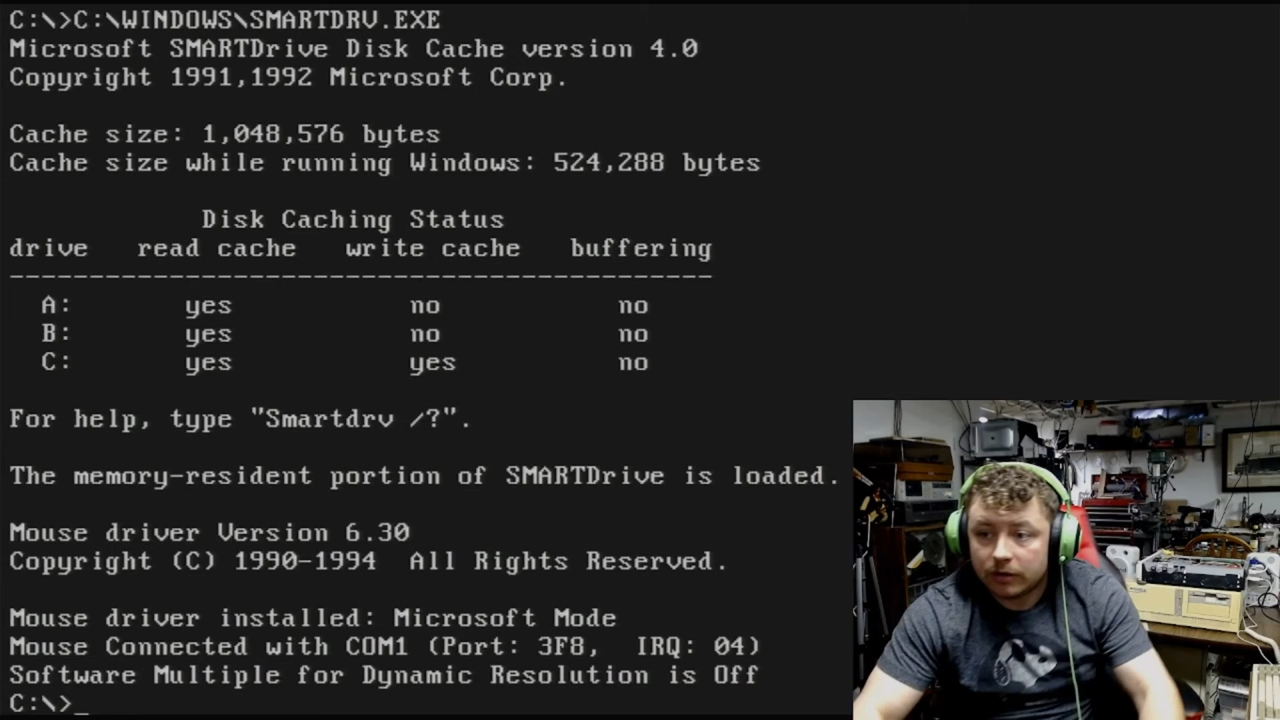 C:\>C:\WINDOWS\SMARTDRV.EXE
Microsoft SMARTDrive Disk Cache version 4.0
Copyright 1991,1992 Microsoft Corp.
Cache size: 1,048,576 bytes
Cache size while running Windows: 524,288 bytes
Disk Caching Status
drive read cache write cache buffering
--------------------------------------------
A: yes no no
B: yes no no
C: yes yes no
For help, type "Smartdrv /?".
The memory-resident portion of SMARTDrive is loaded.
Mouse driver Version 6.30
Copyright (C) 1990-1994 All Rights Reserved.
Mouse driver installed: Microsoft Mode
Mouse Connected with COM1 (Port: 3F8, IRQ: 04)
Software Multiple for Dynamic Resolution is Off
C:\>_